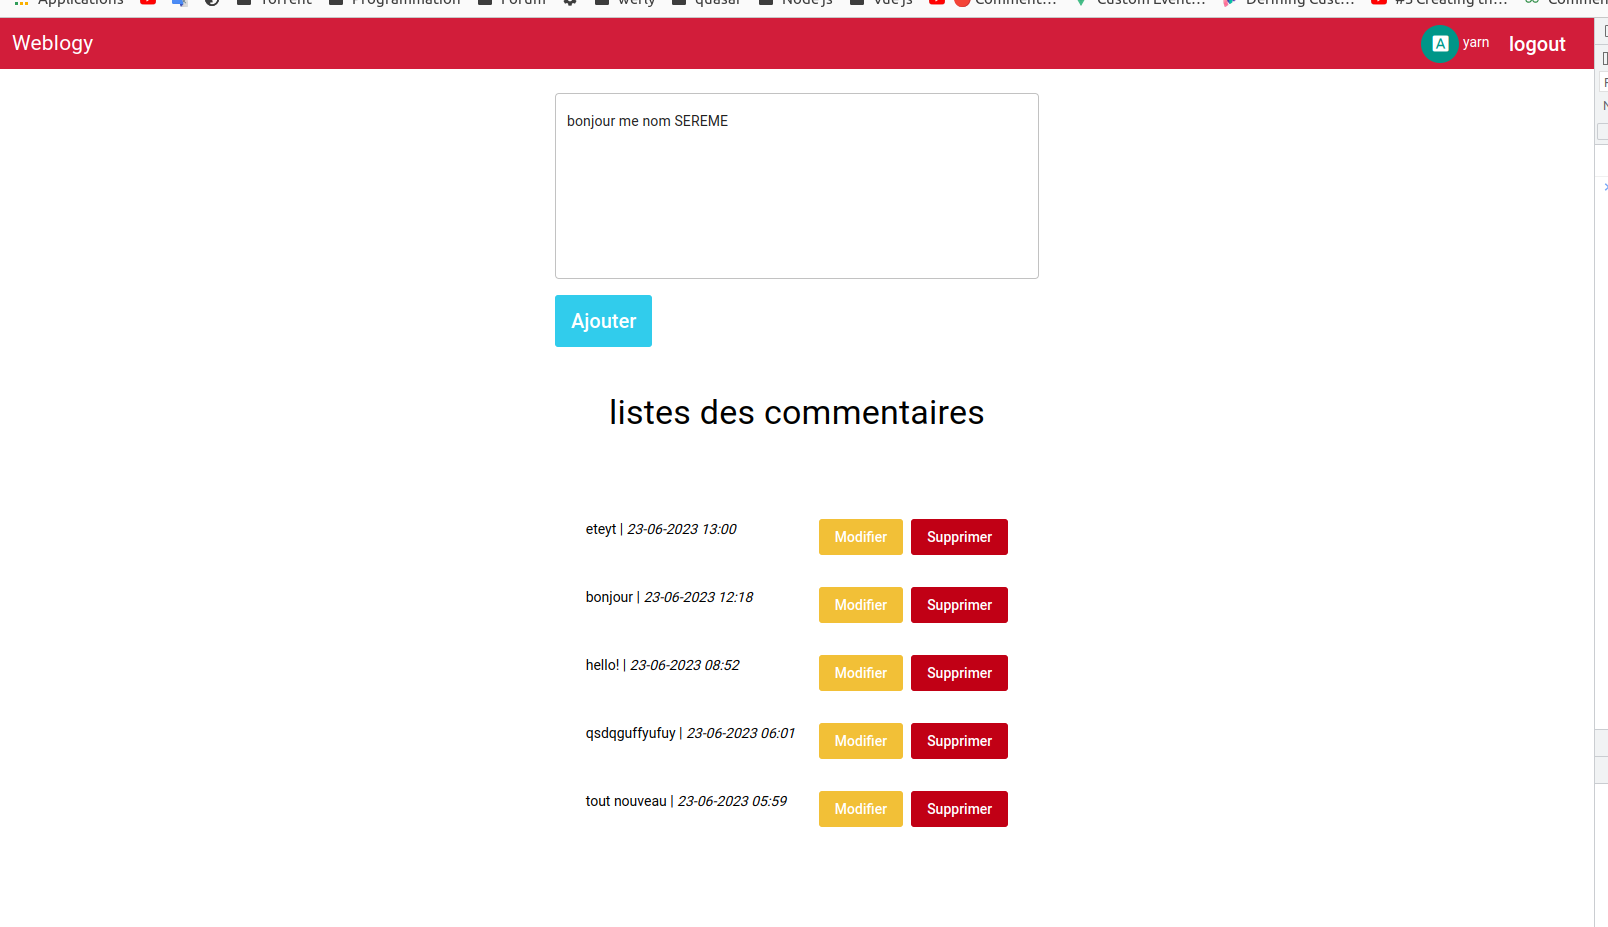 Applications Torrent Programmation Forum werly quasar Node js vue js Comment... Custom Event... Defining Cust... #5 Creating th...
Weblogy
A yarn logout
bonjour me nom SEREME
Ajouter
listes des commentaires
eteyt | 23-06-2023 13:00 Modifier Supprimer
bonjour | 23-06-2023 12:18 Modifier Supprimer
hello! | 23-06-2023 08:52 Modifier Supprimer
qsdqguffyufuy | 23-06-2023 06:01 Modifier Supprimer
tout nouveau | 23-06-2023 05:59 Modifier Supprimer